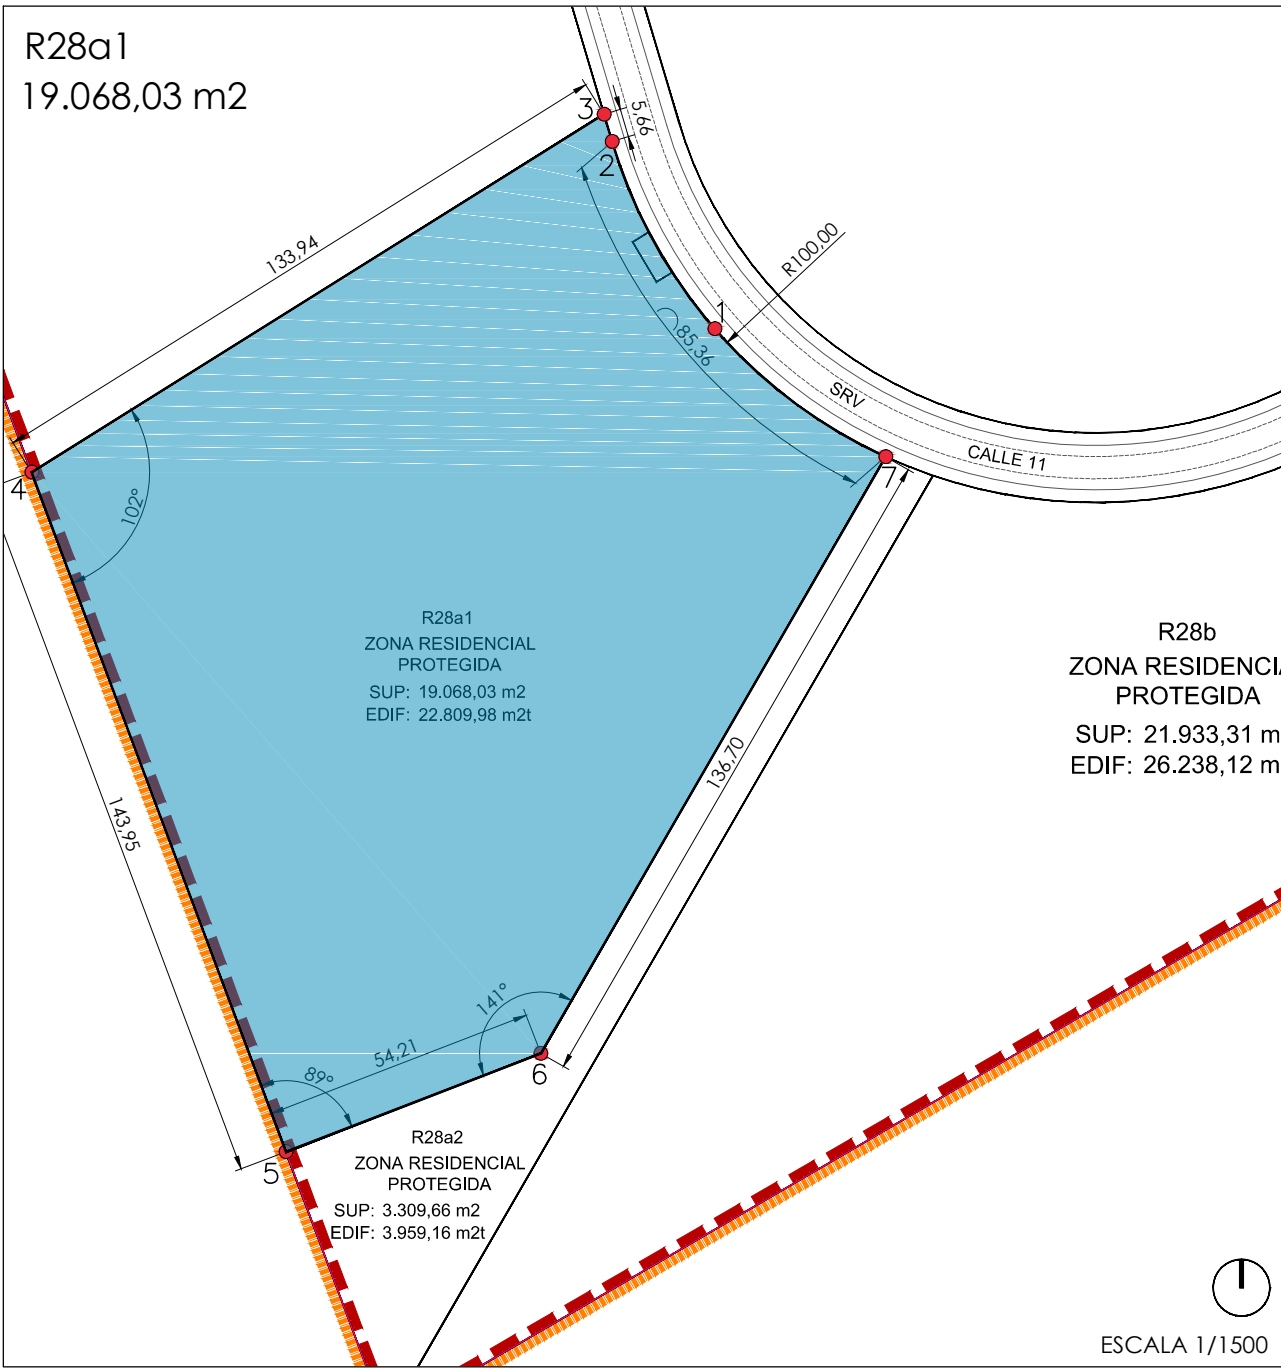 R28a1
19.068,03 m2
3
5,66
2
133,94
R100,00
1
85,36
SRV
CALLE 11
7
4
102°
R28a1
ZONA RESIDENCIAL
PROTEGIDA
SUP: 19.068,03 m2
EDIF: 22.809,98 m2t
R28b
ZONA RESIDENCIA
PROTEGIDA
SUP: 21.933,31 m
EDIF: 26.238,12 m
136,70
143,95
141°
54,21
89°
6
5
R28a2
ZONA RESIDENCIAL
PROTEGIDA
SUP: 3.309,66 m2
EDIF: 3.959,16 m2t
ESCALA 1/1500